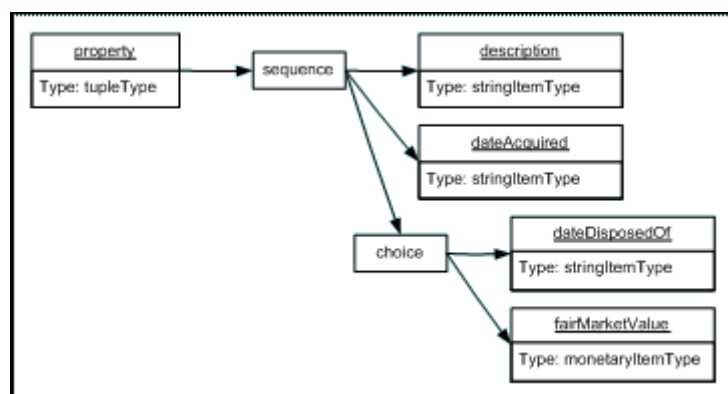 property
Type: tupleType
sequence
description
Type: stringItemType
dateAcquired
Type: stringItemType
choice
dateDisposedOf
Type: stringItemType
fairMarketValue
Type: monetaryItemType